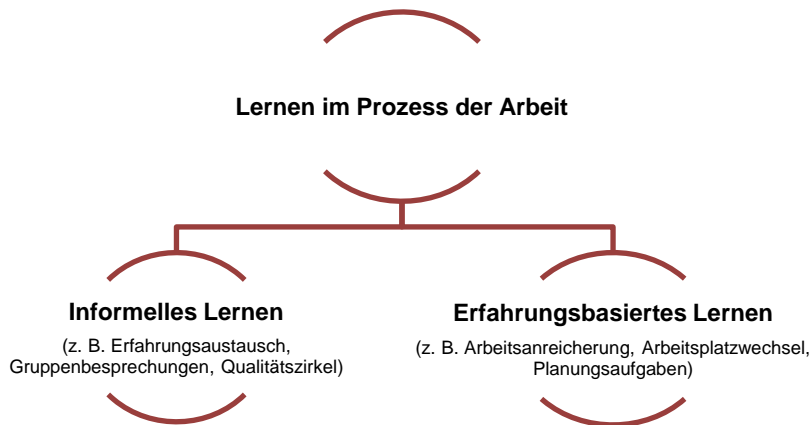 Lernen im Prozess der Arbeit
Informelles Lernen
(z. B. Erfahrungsaustausch,
Gruppenbesprechungen, Qualitätszirkel)
Erfahrungsbasiertes Lernen
(z. B. Arbeitsanreicherung, Arbeitsplatzwechsel,
Planungsaufgaben)